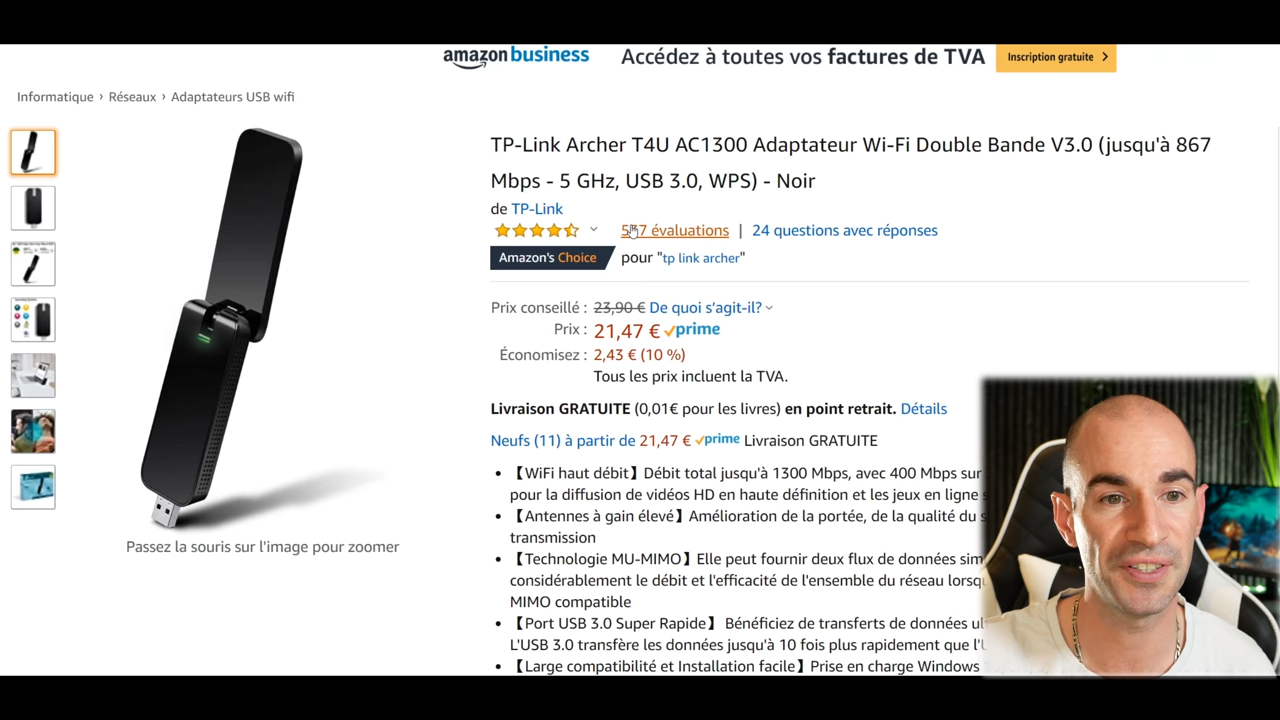 amazon business
Accédez à toutes vos factures de TVA
Inscription gratuite
Informatique › Réseaux › Adaptateurs USB wifi
TP-Link Archer T4U AC1300 Adaptateur Wi-Fi Double Bande V3.0 (jusqu'à 867
Mbps - 5 GHz, USB 3.0, WPS) - Noir
de TP-Link
évaluations | 24 questions avec réponses
Amazon's Choice pour "tp link archer"
Prix conseillé : 23,90 € De quoi s'agit-il?
Prix : 21,47 € prime
Économisez : 2,43 € (10 %)
Tous les prix incluent la TVA.
Livraison GRATUITE (0,01€ pour les livres) en point retrait. Détails
Neufs (11) à partir de 21,47 € prime Livraison GRATUITE
• 【WiFi haut débit】Débit total jusqu'à 1300 Mbps, avec 400 Mbps sur
pour la diffusion de vidéos HD en haute définition et les jeux en ligne
• 【Antennes à gain élevé】Amélioration de la portée, de la qualité du
transmission
• 【Technologie MU-MIMO】Elle peut fournir deux flux de données
considérablement le débit et l'efficacité de l'ensemble du réseau
MIMO compatible
• 【Port USB 3.0 Super Rapide】 Bénéficiez de transferts de données
L'USB 3.0 transfère les données jusqu'à 10 fois plus rapidement que
• 【Large compatibilité et Installation facile】Prise en charge Windows
Passez la souris sur l'image pour zoomer